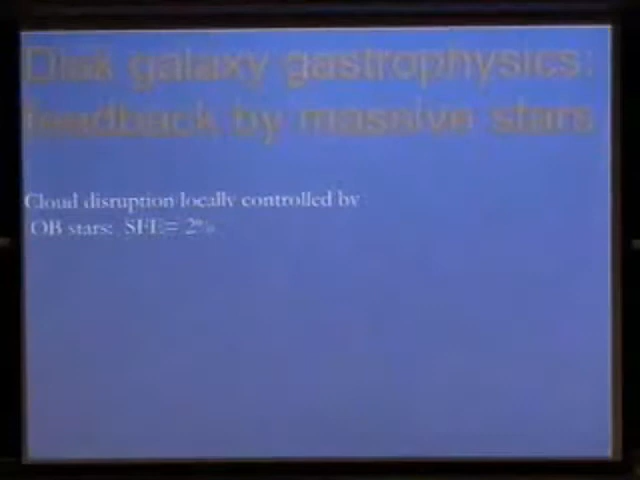 Disk galaxy gastrophysics:
feedback by massive stars
Cloud disruption locally controlled by
OB stars: SFE= 2%